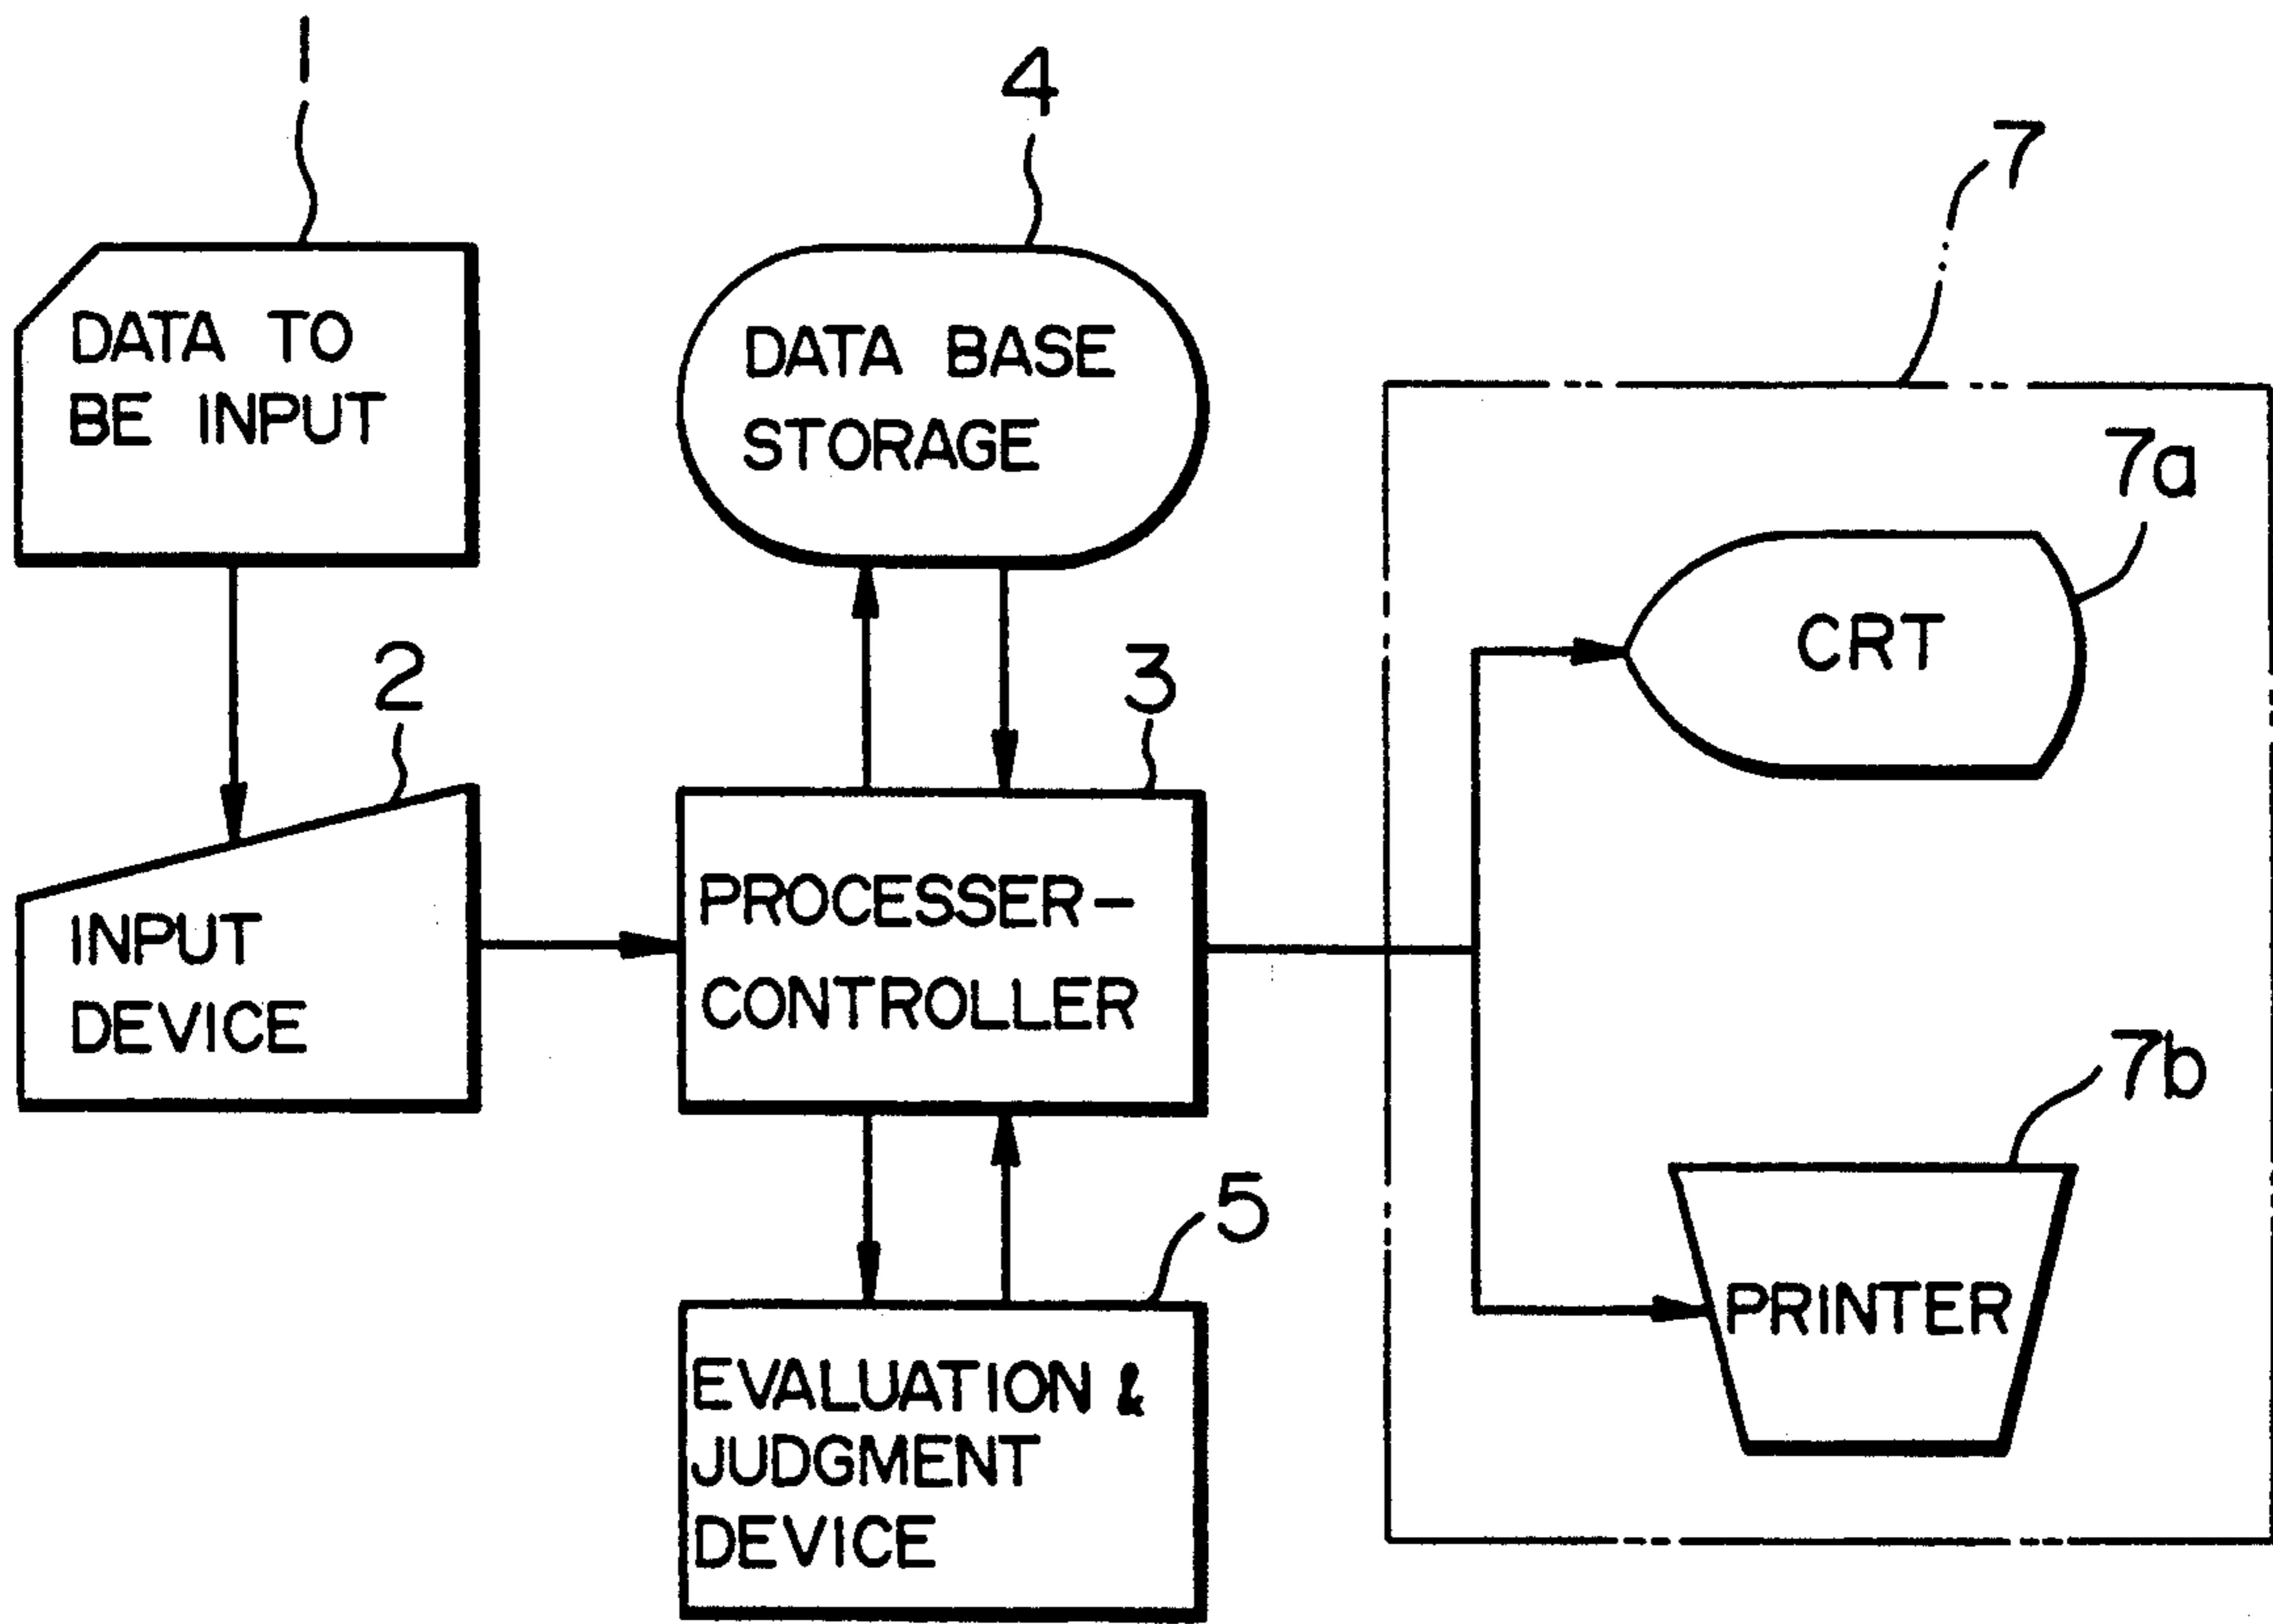 1
4
7
DATA TO
BE INPUT
DATA BASE
STORAGE
7a
CRT
2
3
INPUT
DEVICE
PROCESSER-
CONTROLLER
7b
PRINTER
5
EVALUATION &
JUDGMENT
DEVICE